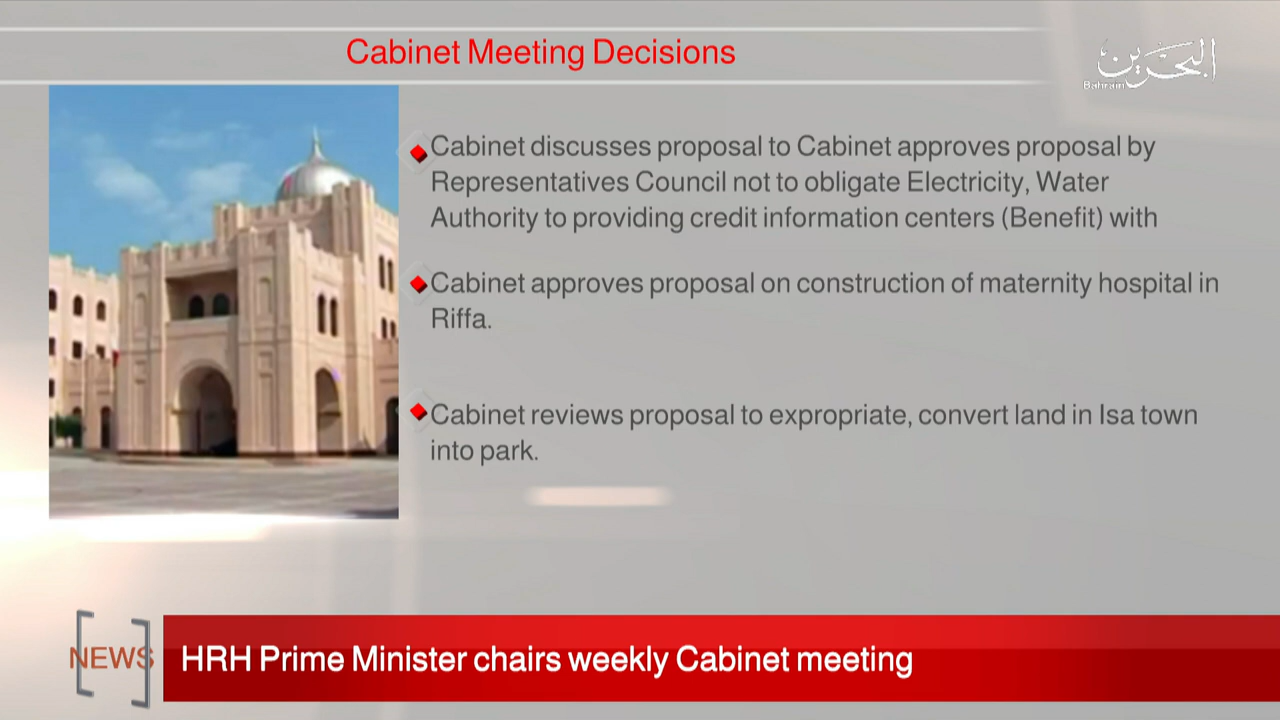 Cabinet Meeting Decisions
البحرين
Bahrain
Cabinet discusses proposal to Cabinet approves proposal by
Representatives Council not to obligate Electricity, Water
Authority to providing credit information centers (Benefit) with
Cabinet approves proposal on construction of maternity hospital in
Riffa.
Cabinet reviews proposal to expropriate, convert land in Isa town
into park.
NEWS
HRH Prime Minister chairs weekly Cabinet meeting